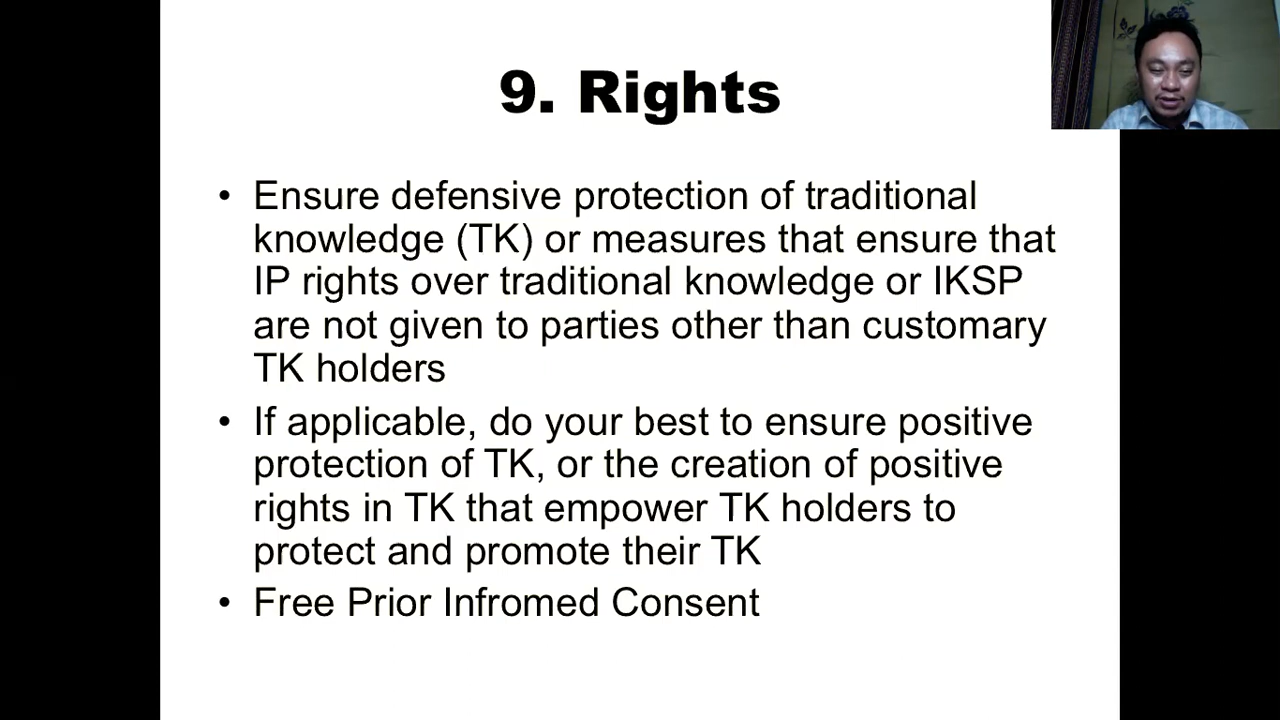 9. Rights
• Ensure defensive protection of traditional
knowledge (TK) or measures that ensure that
IP rights over traditional knowledge or IKSP
are not given to parties other than customary
TK holders
• If applicable, do your best to ensure positive
protection of TK, or the creation of positive
rights in TK that empower TK holders to
protect and promote their TK
• Free Prior Infromed Consent